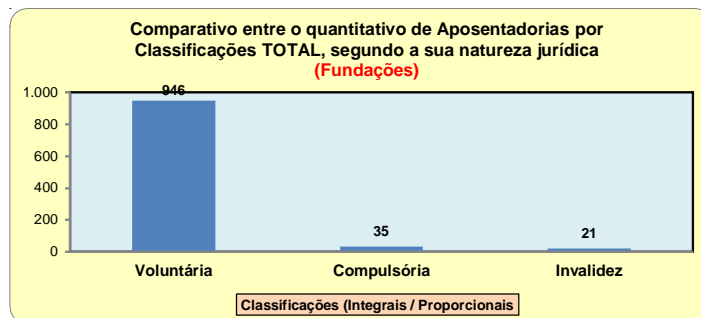 Comparativo entre o quantitativo de Aposentadorias por
Classificações TOTAL, segundo a sua natureza jurídica
(Fundações)
1.000
800
600
400
200
0
946
35
21
Voluntária
Compulsória
Invalidez
Classificações (Integrais / Proporcionais